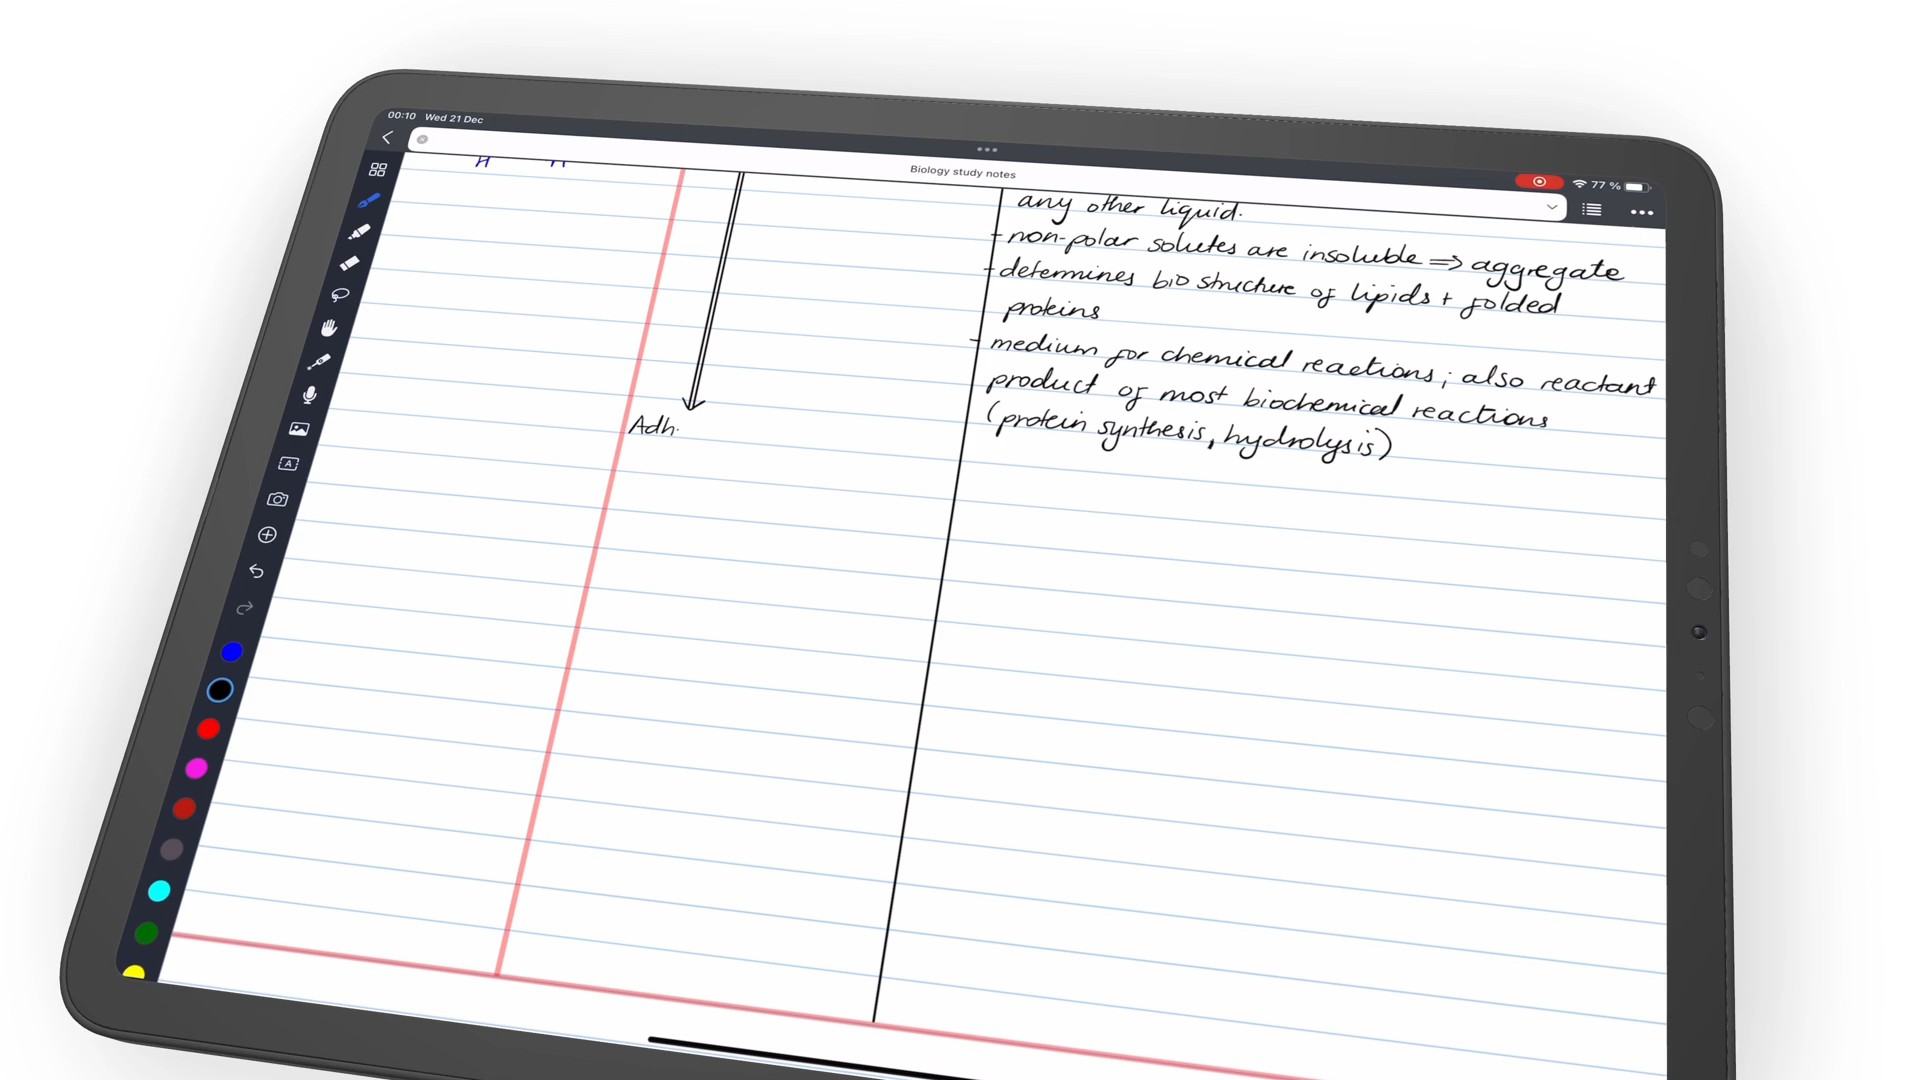 00:10 Wed 21 Dec
77 %
Biology study notes
H H
any other liquid.
- non-polar solutes are insoluble => aggregate
- determines bio structure of lipids + folded
proteins
- medium for chemical reactions; also reactant
product of most biochemical reactions
(protein synthesis, hydrolysis)
Adh.
A